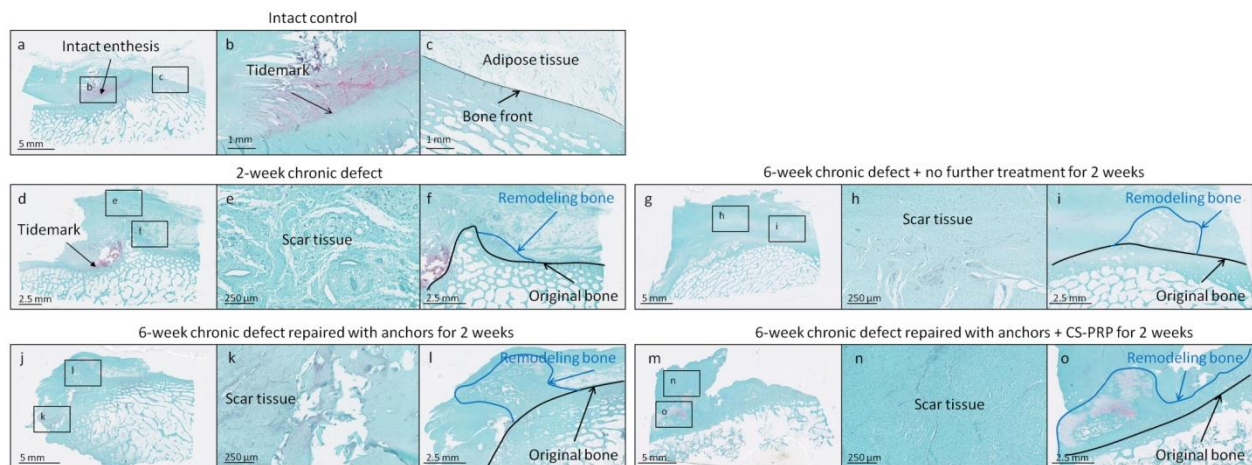 Intact control
a
Intact enthesis
b
c
5 mm
b
Tidemark
1 mm
c
Adipose tissue
Bone front
1 mm
2-week chronic defect
d
e
f
Tidemark
2.5 mm
e
Scar tissue
250 µm
f
Remodeling bone
Original bone
2.5 mm
6-week chronic defect + no further treatment for 2 weeks
g
h
i
5 mm
h
Scar tissue
250 µm
i
Remodeling bone
Original bone
2.5 mm
6-week chronic defect repaired with anchors for 2 weeks
j
l
k
5 mm
k
Scar tissue
250 µm
l
Remodeling bone
Original bone
2.5 mm
6-week chronic defect repaired with anchors + CS-PRP for 2 weeks
m
n
o
5 mm
n
Scar tissue
250 µm
o
Remodeling bone
Original bone
2.5 mm